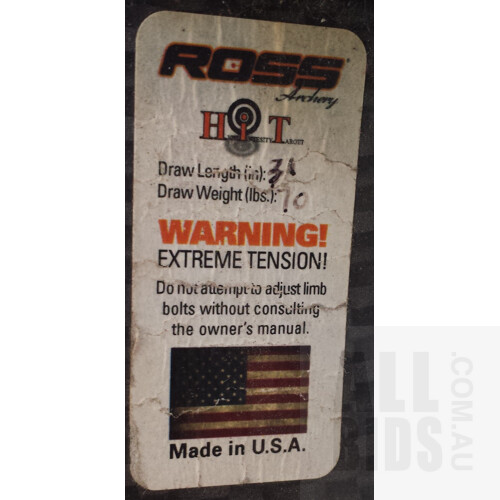 ROSS
Archery
H I T
Draw Length (in): 31
Draw Weight (lbs.): 70
WARNING!
EXTREME TENSION!
Do not attempt to adjust limb
bolts without consulting
the owner's manual.
Made in U.S.A.
ALL
BIDS
.COM.AU